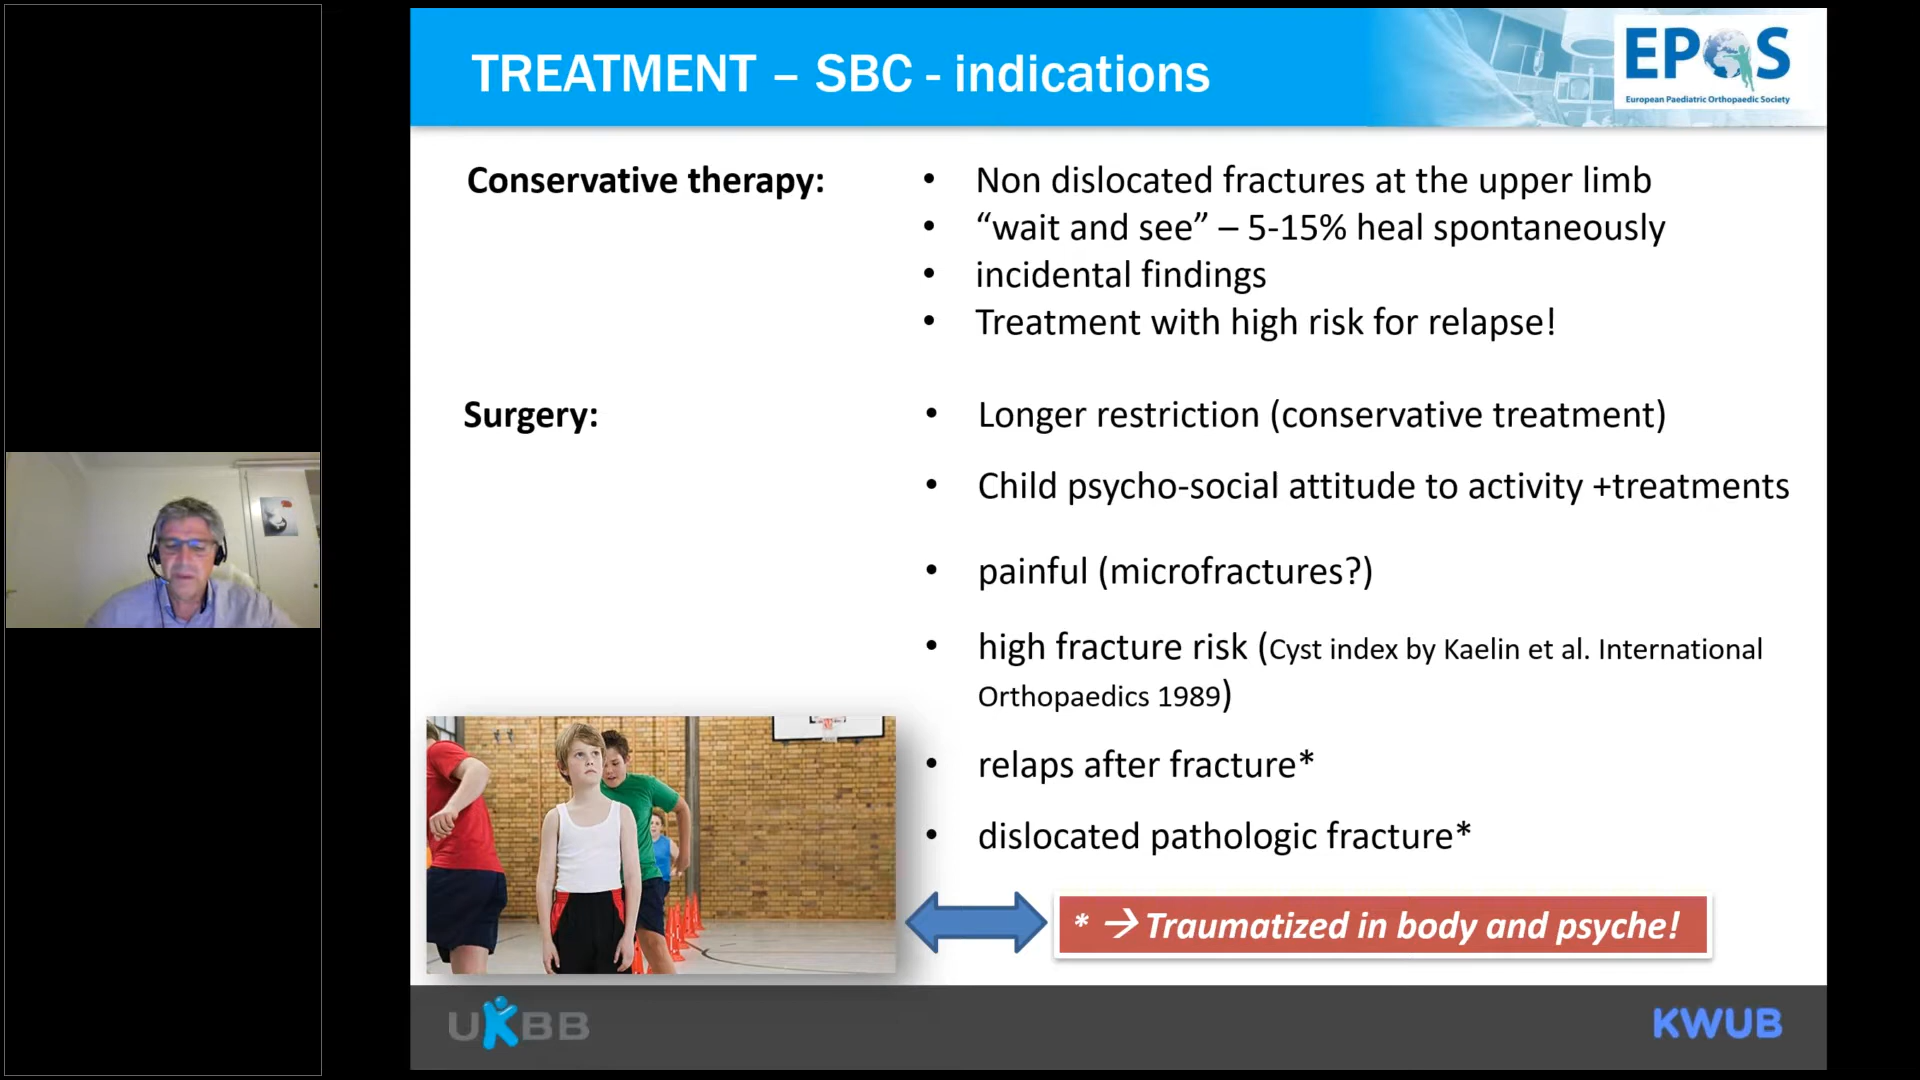 TREATMENT – SBC - indications
EPOS
European Paediatric Orthopaedic Society
Conservative therapy:
• Non dislocated fractures at the upper limb
• “wait and see” – 5-15% heal spontaneously
• incidental findings
• Treatment with high risk for relapse!
Surgery:
• Longer restriction (conservative treatment)
• Child psycho-social attitude to activity +treatments
• painful (microfractures?)
• high fracture risk (Cyst index by Kaelin et al. International
Orthopaedics 1989)
• relaps after fracture*
• dislocated pathologic fracture*
* → Traumatized in body and psyche!
UKBB
KWUB